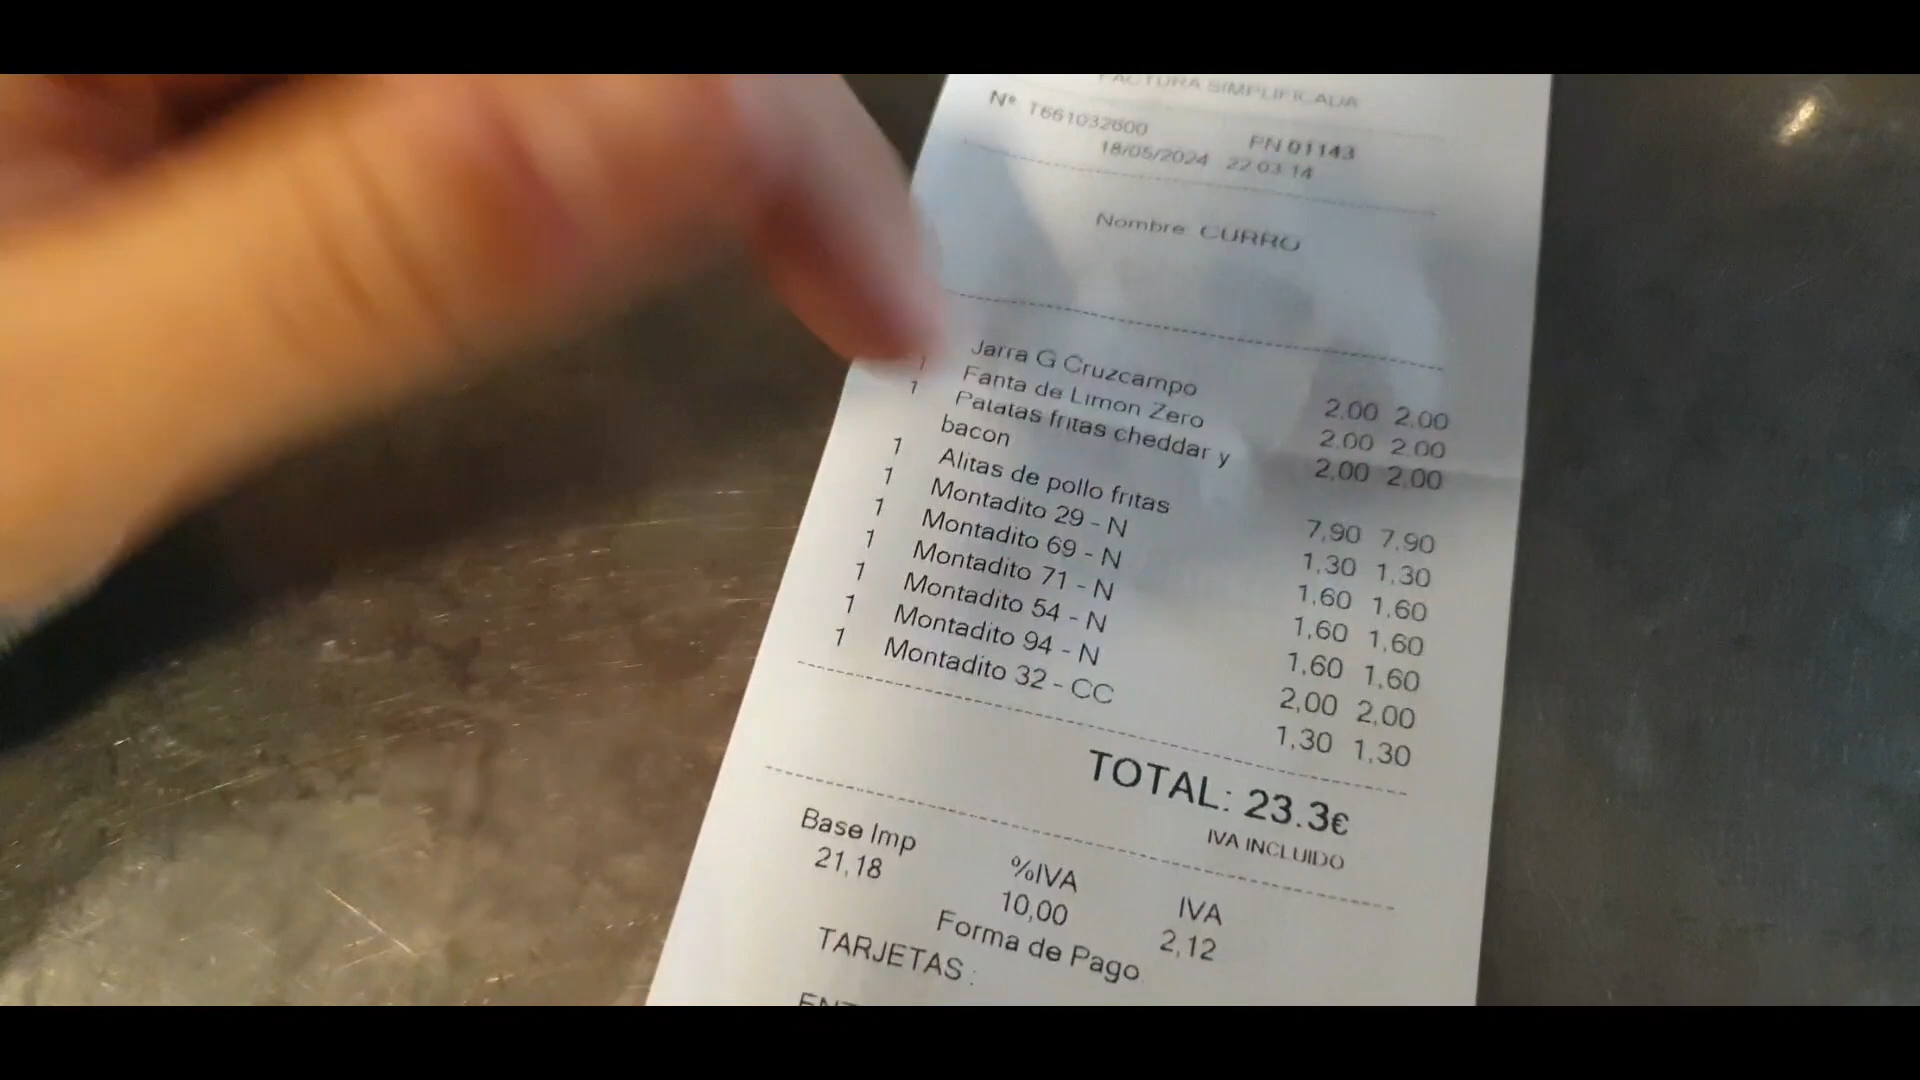 FACTURA SIMPLIFICADA
Nº T661032600 PN 01143
18/05/2024 22:03:14
Nombre: CURRO
1 Jarra G Cruzcampo 2,00 2,00
1 Fanta de Limon Zero 2,00 2,00
Patatas fritas cheddar y 2,00 2,00
bacon
1 Alitas de pollo fritas 7,90 7,90
1 Montadito 29 - N 1,30 1,30
1 Montadito 69 - N 1,60 1,60
1 Montadito 71 - N 1,60 1,60
1 Montadito 54 - N 1,60 1,60
1 Montadito 94 - N 2,00 2,00
1 Montadito 32 - CC 1,30 1,30
TOTAL: 23.3€
IVA INCLUIDO
Base Imp %IVA IVA
21,18 10,00 2,12
Forma de Pago
TARJETAS :